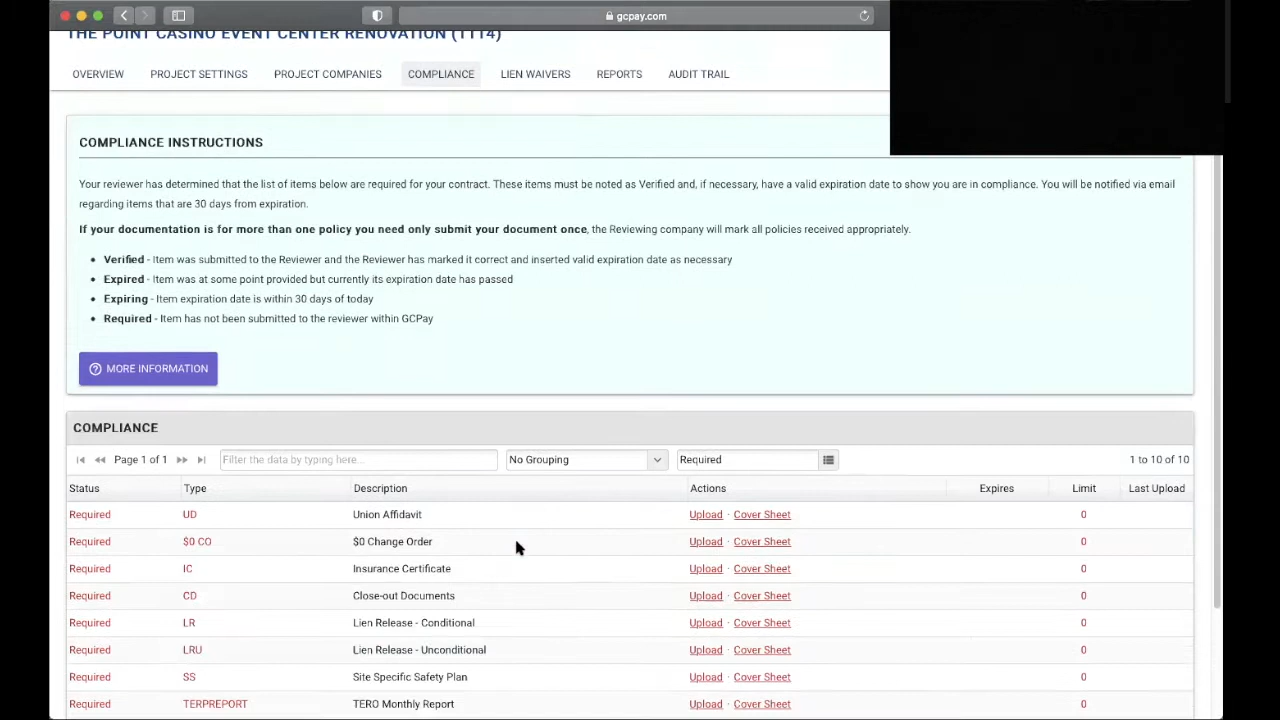 gcpay.com
THE POINT CASINO EVENT CENTER RENOVATION (1114)
OVERVIEW PROJECT SETTINGS PROJECT COMPANIES COMPLIANCE LIEN WAIVERS REPORTS AUDIT TRAIL
COMPLIANCE INSTRUCTIONS
Your reviewer has determined that the list of items below are required for your contract. These items must be noted as Verified and, if necessary, have a valid expiration date to show you are in compliance. You will be notified via email
regarding items that are 30 days from expiration.
If your documentation is for more than one policy you need only submit your document once, the Reviewing company will mark all policies received appropriately.
• Verified - Item was submitted to the Reviewer and the Reviewer has marked it correct and inserted valid expiration date as necessary
• Expired - Item was at some point provided but currently its expiration date has passed
• Expiring - Item expiration date is within 30 days of today
• Required - Item has not been submitted to the reviewer within GCPay
MORE INFORMATION
COMPLIANCE
Page 1 of 1 Filter the data by typing here... No Grouping Required 1 to 10 of 10
Status Type Description Actions Expires Limit Last Upload
Required UD Union Affidavit Upload · Cover Sheet 0
Required $0 CO $0 Change Order Upload · Cover Sheet 0
Required IC Insurance Certificate Upload · Cover Sheet 0
Required CD Close-out Documents Upload · Cover Sheet 0
Required LR Lien Release - Conditional Upload · Cover Sheet 0
Required LRU Lien Release - Unconditional Upload · Cover Sheet 0
Required SS Site Specific Safety Plan Upload · Cover Sheet 0
Required TERPREPORT TERO Monthly Report Upload · Cover Sheet 0